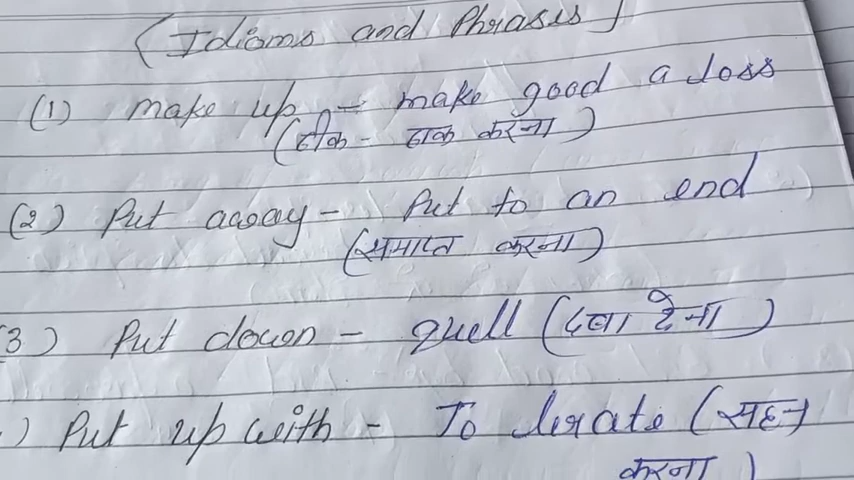 (Idioms and Phrases)
(1) make up - make good a loss
(ठीक - ठाक करना)
(2) Put away - Put to an end
(समाप्त करना)
(3) Put down - quell (दबा देना)
) Put up with - To lerate (सहन
करना)